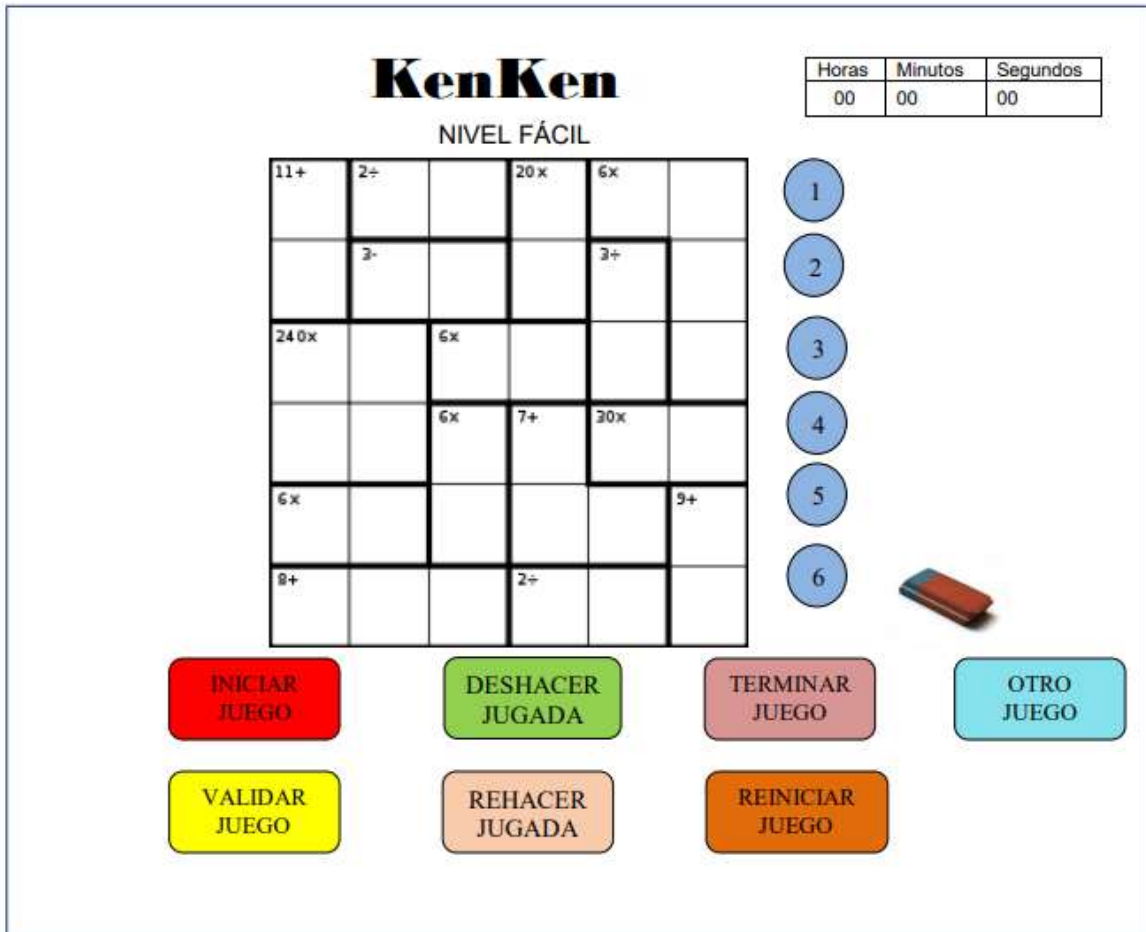 KenKen
Horas Minutos Segundos
00 00 00
NIVEL FÁCIL
11+ 2÷ 20x 6x
1
3- 3÷
2
240x 6x
3
6x 7+ 30x
4
6x 9+
5
8+ 2÷
6
INICIAR JUEGO
DESHACER JUGADA
TERMINAR JUEGO
OTRO JUEGO
VALIDAR JUEGO
REHACER JUGADA
REINICIAR JUEGO